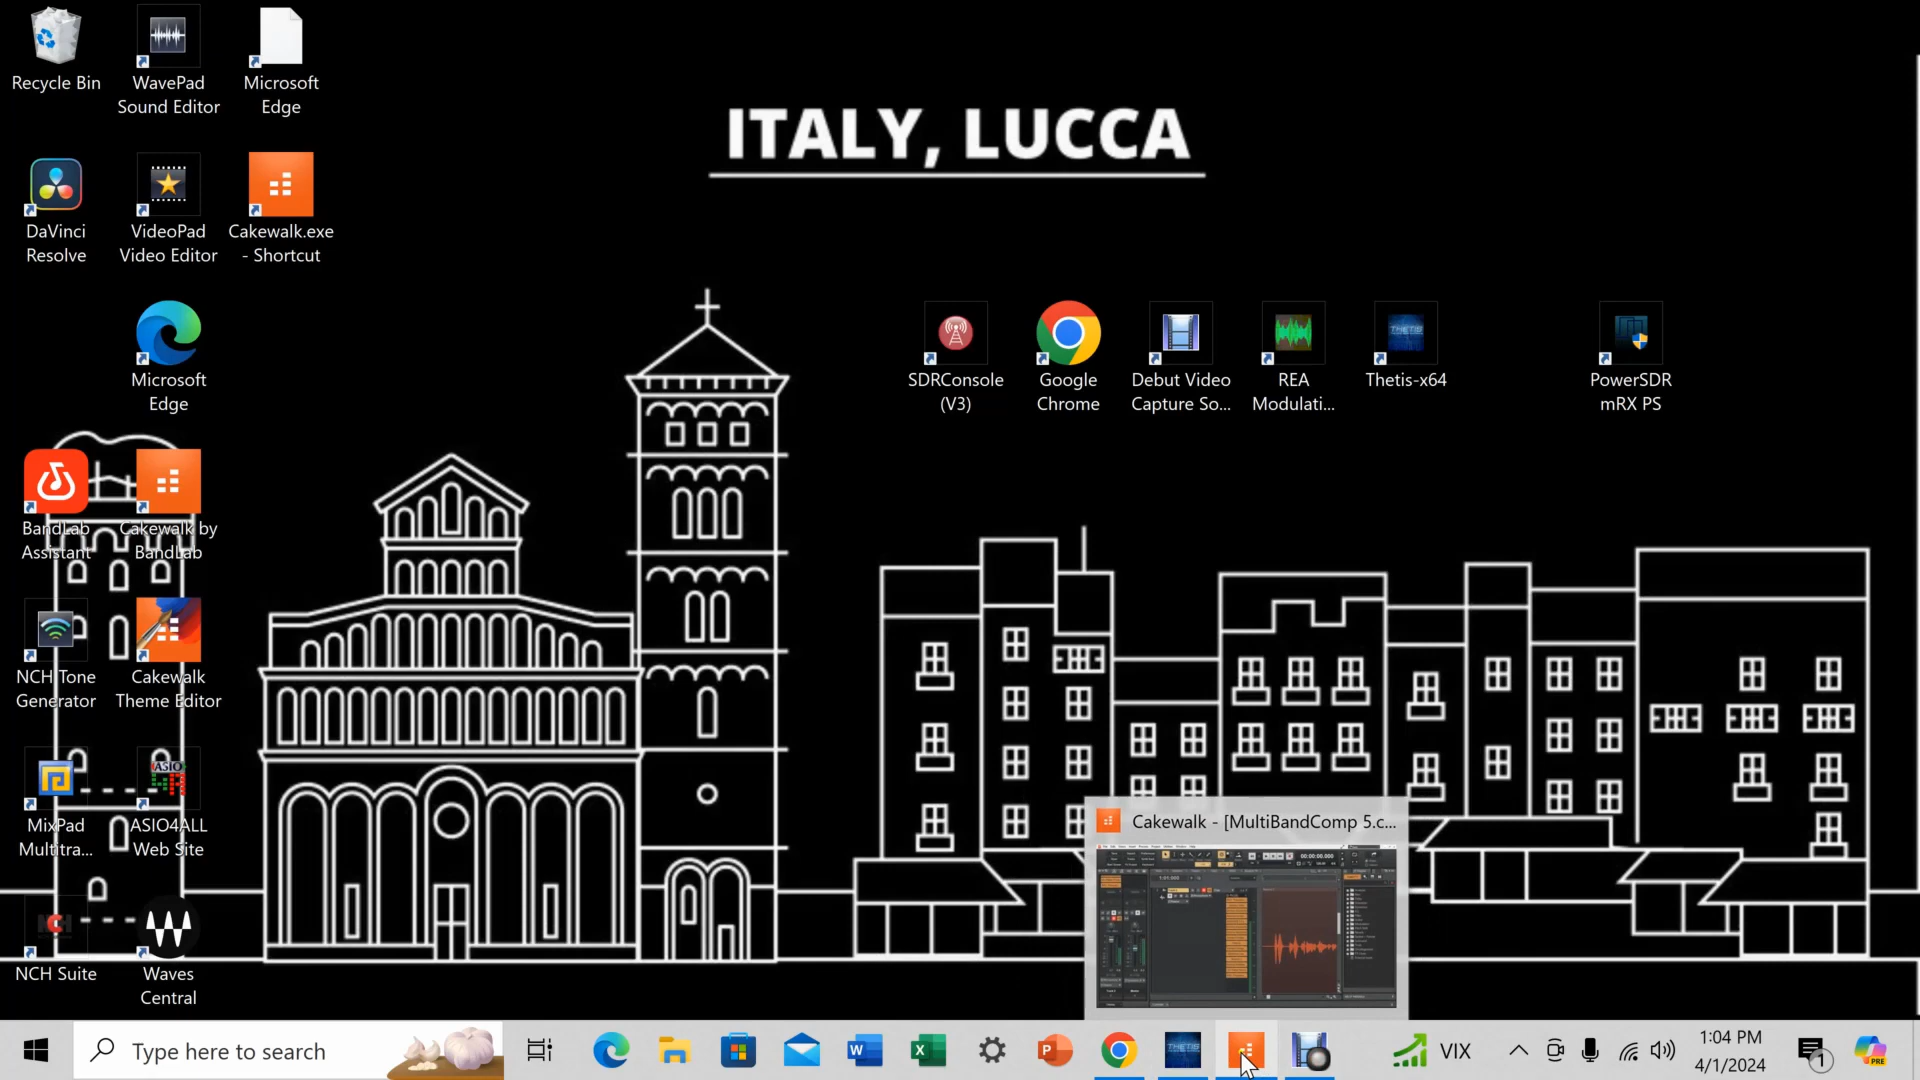 Recycle Bin
WavePad
Sound Editor
Microsoft
Edge
ITALY, LUCCA
DaVinci
Resolve
VideoPad
Video Editor
Cakewalk.exe
- Shortcut
Microsoft
Edge
SDRConsole
(V3)
Google
Chrome
Debut Video
Capture So...
REA
Modulati...
Thetis-x64
PowerSDR
mRX PS
BandLab
Assistant
Cakewalk by
BandLab
NCH Tone
Generator
Cakewalk
Theme Editor
MixPad
Multitra...
ASIO
ASIO4ALL
Web Site
NCH Suite
Waves
Central
Cakewalk - [MultiBandComp 5.c...
Type here to search
VIX
1:04 PM
4/1/2024
1
PRE